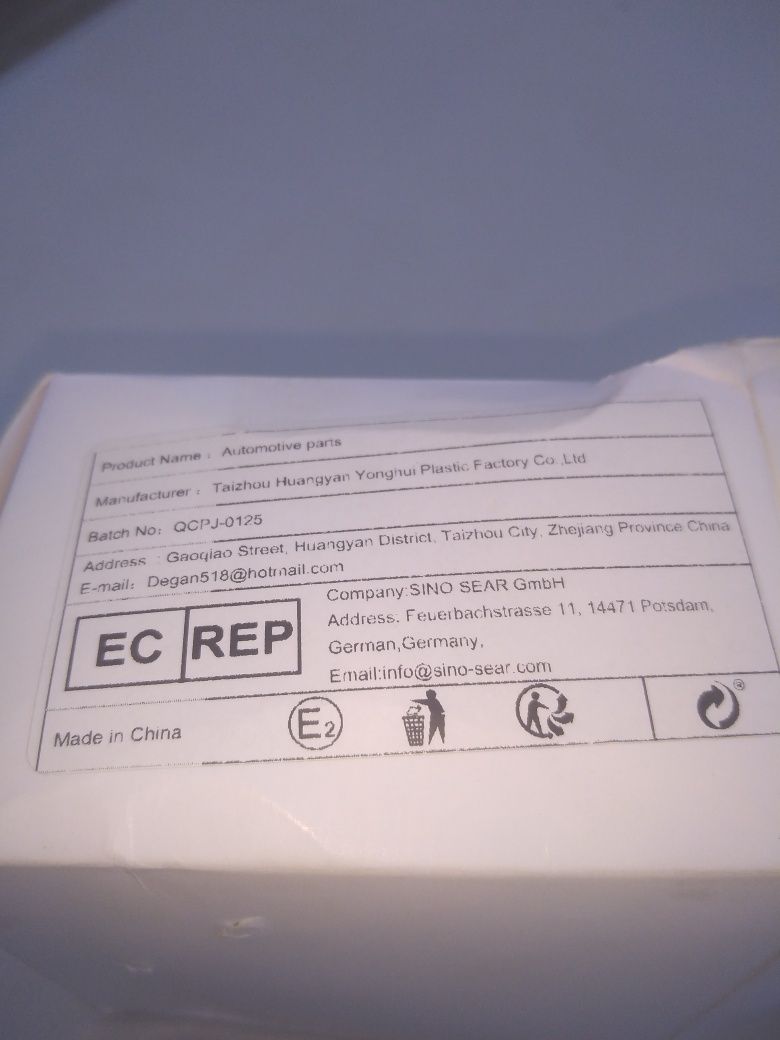 Product Name : Automotive parts
Manufacturer : Taizhou Huangyan Yonghui Plastic Factory Co.,Ltd
Batch No: QCPJ-0125
Address : Gaoqiao Street, Huangyan District, Taizhou City, Zhejiang Province China
E-mail: Degan518@hotmail.com
EC REP
Company:SINO SEAR GmbH
Address: Feuerbachstrasse 11, 14471 Potsdam,
German,Germany,
Email:info@sino-sear.com
Made in China
E2
®